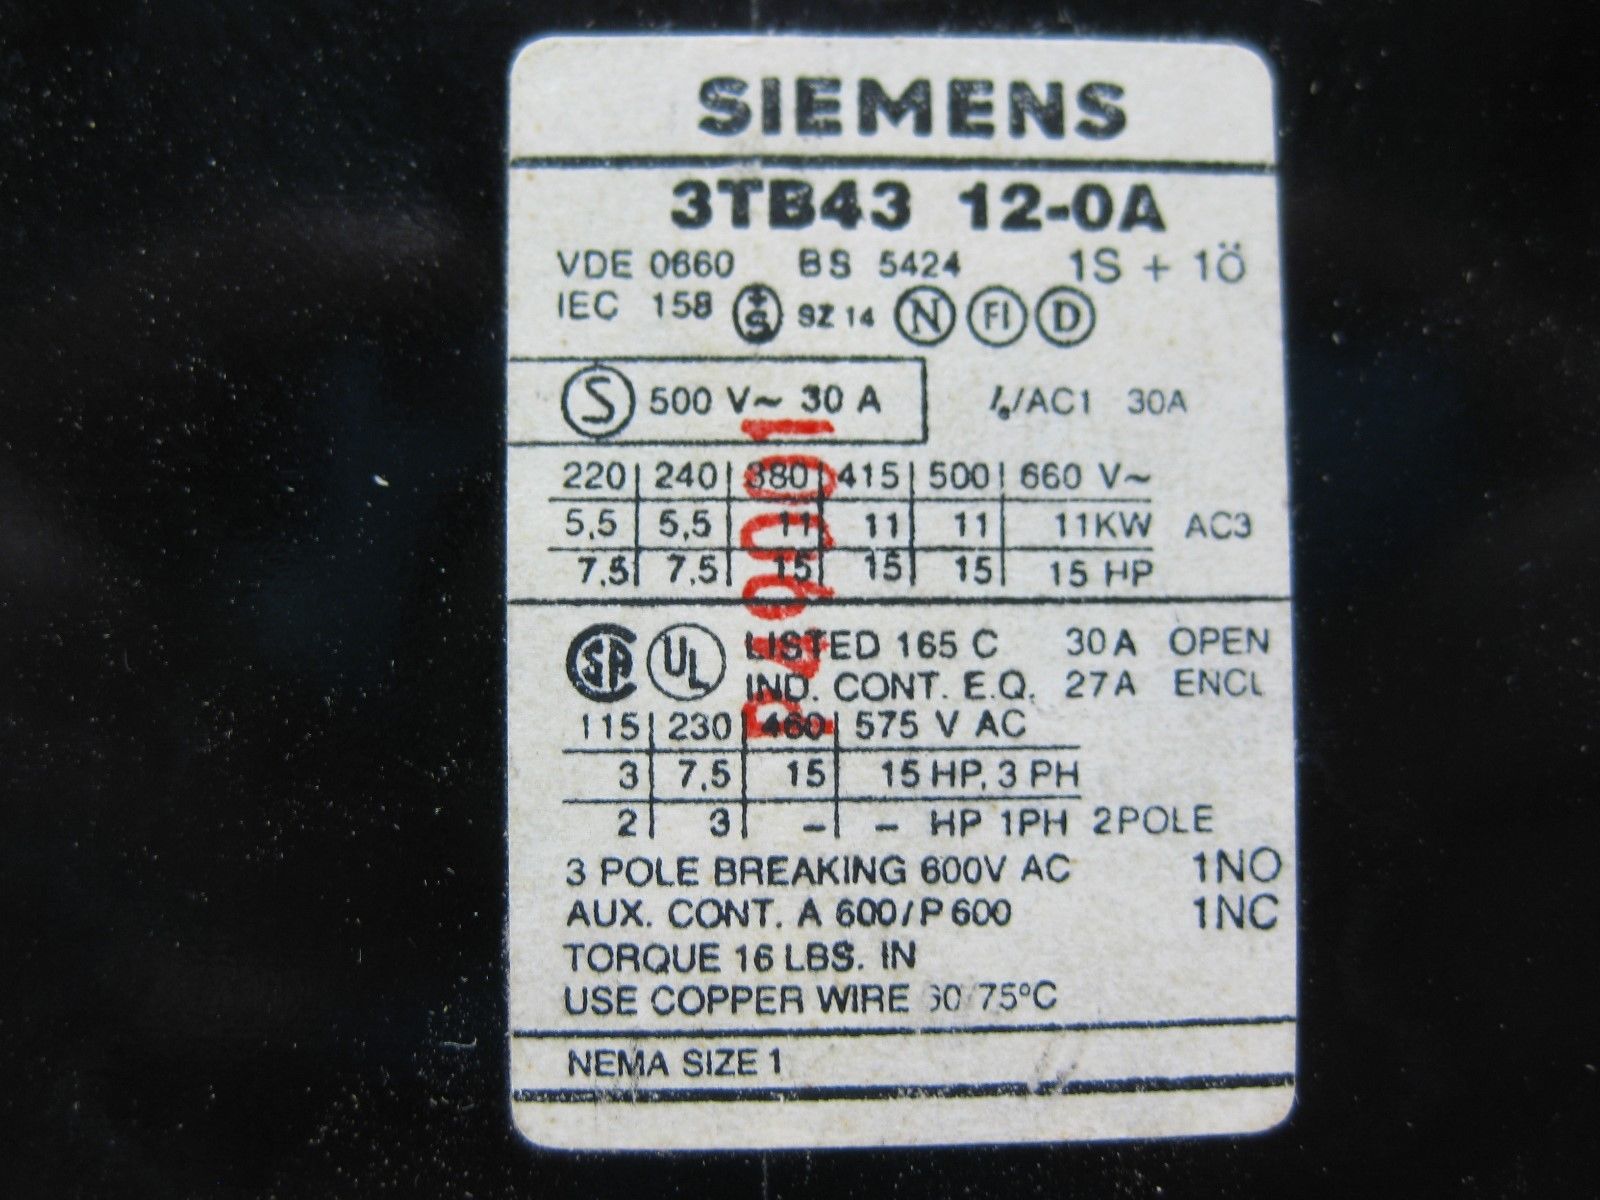 SIEMENS
3TB43 12-0A
VDE 0660 BS 5424 1S + 1Ö
IEC 158 +S SZ 14 N FI D
S 500 V~ 30 A Ie/AC1 30A
220 240 380 415 500 660 V~
5,5 5,5 11 11 11 11KW AC3
7,5 7,5 15 15 15 15 HP
SA UL LISTED 165 C 30A OPEN
IND. CONT. E.Q. 27A ENCL
115 230 460 575 V AC
3 7,5 15 15 HP, 3 PH
2 3 – – HP 1PH 2POLE
3 POLE BREAKING 600V AC 1NO
AUX. CONT. A 600/P 600 1NC
TORQUE 16 LBS. IN
USE COPPER WIRE 60/75°C
NEMA SIZE 1
P49001